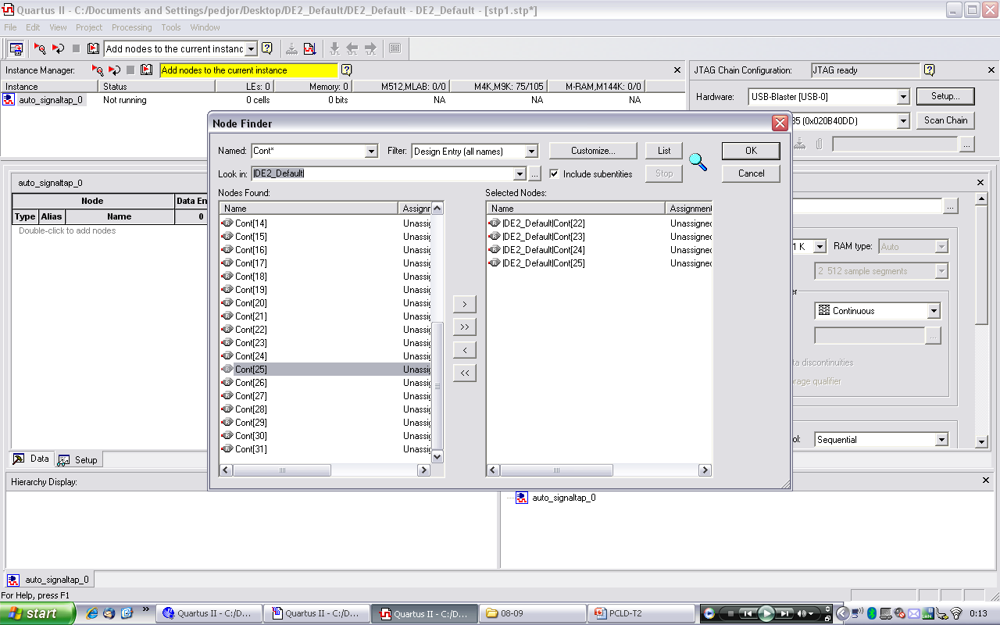 Quartus II - C:/Documents and Settings/pedjor/Desktop/DE2_Default/DE2_Default - DE2_Default - [stp1.stp*]
File Edit View Project Processing Tools Window
Add nodes to the current instanc
Instance Manager: Add nodes to the current instance
Instance Status LEs: 0 Memory: 0 M512,MLAB: 0/0 M4K,M9K: 75/105 M-RAM,M144K: 0/0
auto_signaltap_0 Not running 0 cells 0 bits NA NA NA
JTAG Chain Configuration: JTAG ready
Hardware: USB-Blaster [USB-0] Setup...
35 (0x020B40DD) Scan Chain
...
auto_signaltap_0
Node Data En
Type Alias Name 0
Double-click to add nodes
Data Setup
Node Finder
Named: Cont* Filter: Design Entry (all names) Customize... List OK
Look in: |DE2_Default| ... Include subentities Stop Cancel
Nodes Found:
Name Assignm
Cont[14] Unassig
Cont[15] Unassig
Cont[16] Unassig
Cont[17] Unassig
Cont[18] Unassig
Cont[19] Unassig
Cont[20] Unassig
Cont[21] Unassig
Cont[22] Unassig
Cont[23] Unassig
Cont[24] Unassig
Cont[25] Unassig
Cont[26] Unassig
Cont[27] Unassig
Cont[28] Unassig
Cont[29] Unassig
Cont[30] Unassig
Cont[31] Unassig
>
>>
<
<<
Selected Nodes:
Name Assignment
|DE2_Default|Cont[22] Unassigned
|DE2_Default|Cont[23] Unassigned
|DE2_Default|Cont[24] Unassigned
|DE2_Default|Cont[25] Unassigned
...
1 K RAM type: Auto
2 512 sample segments
er
Continuous
...
ta discontinuities
rage qualifier
ol: Sequential
Hierarchy Display:
auto_signaltap_0
auto_signaltap_0
For Help, press F1
start Quartus II - C:/D... Quartus II - C:/D... Quartus II - C:/D... 08-09 PCLD-T2 0:13